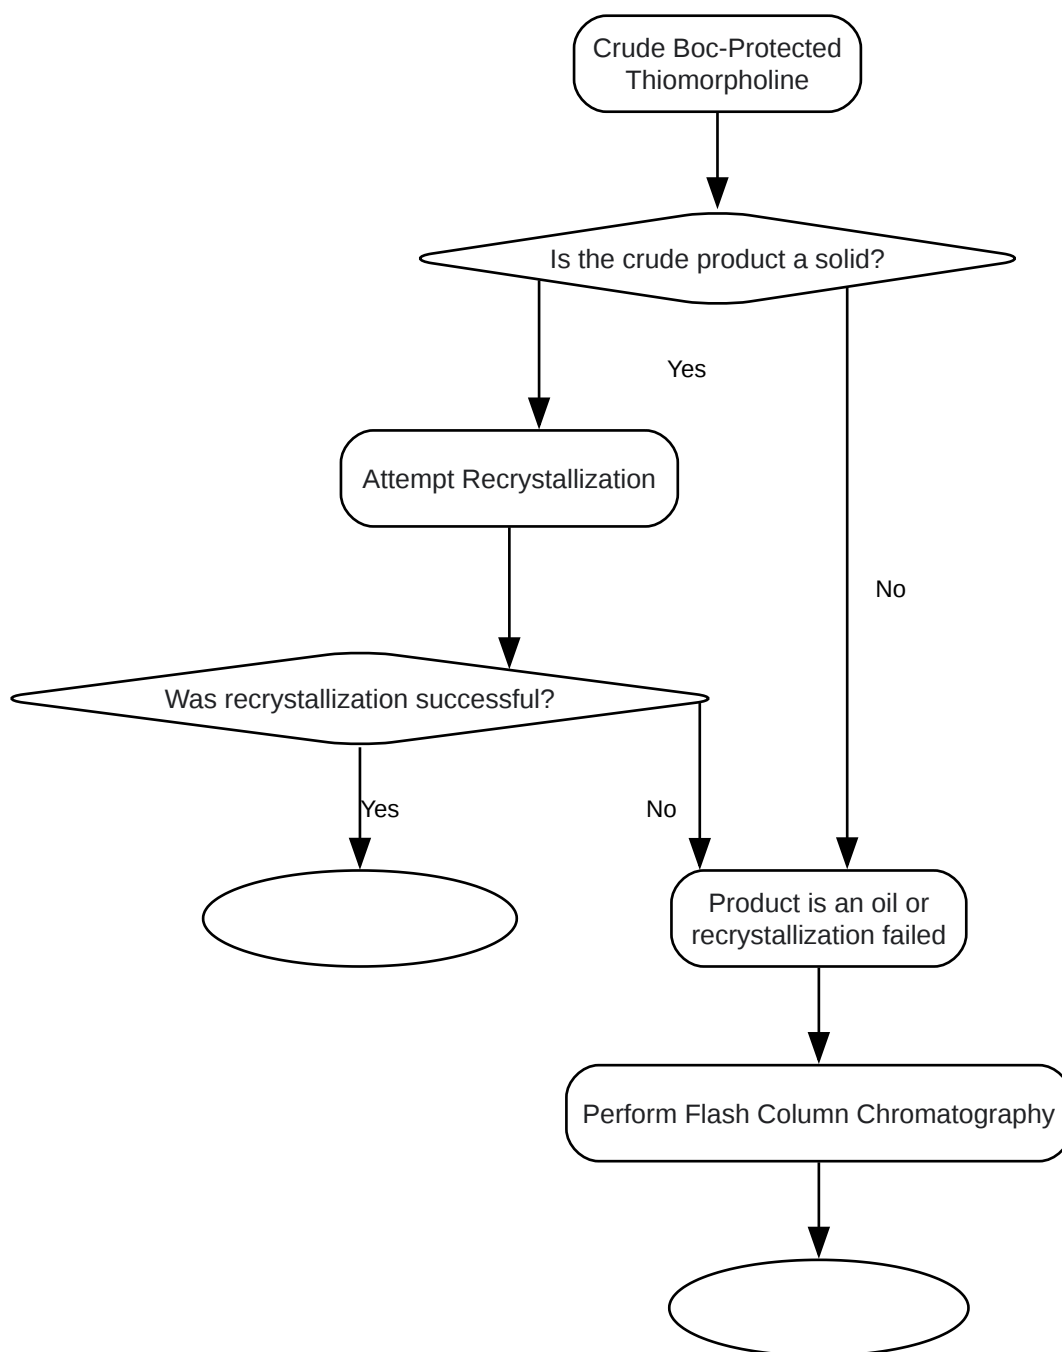 Crude Boc-Protected
Thiomorpholine
Is the crude product a solid?
Yes
Attempt Recrystallization
No
Was recrystallization successful?
Yes
No
Product is an oil or
recrystallization failed
Perform Flash Column Chromatography